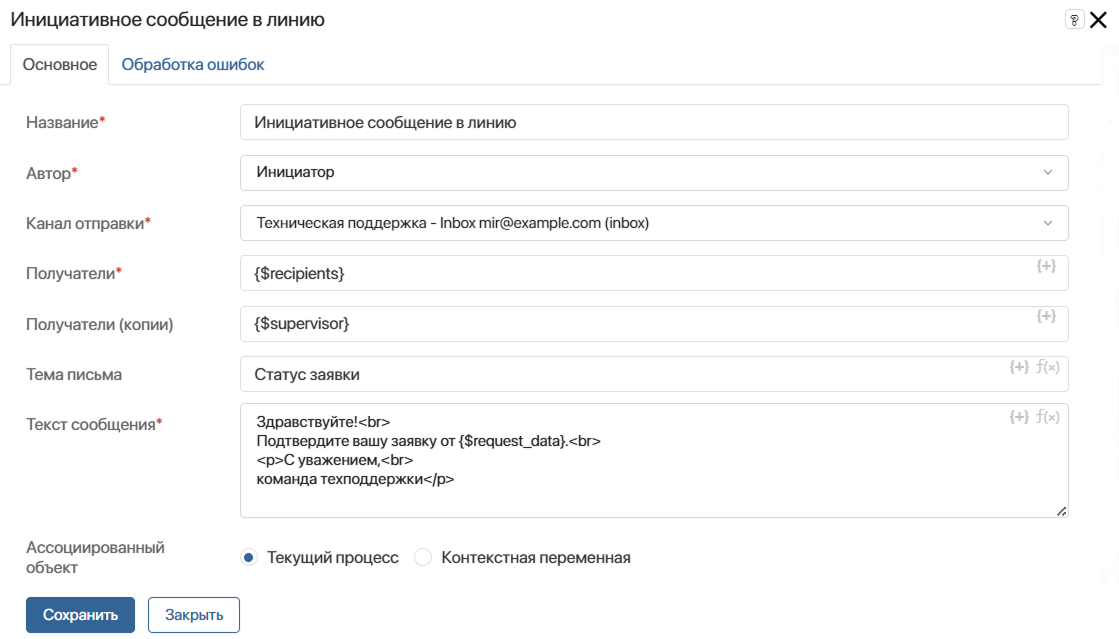 Инициативное сообщение в линию
?
Основное Обработка ошибок
Название* Инициативное сообщение в линию
Автор* Инициатор
Канал отправки* Техническая поддержка - Inbox mir@example.com (inbox)
Получатели* {$recipients} {+}
Получатели (копии) {$supervisor} {+}
Тема письма Статус заявки {+} f(x)
Текст сообщения* {+} f(x)
Здравствуйте!<br>
Подтвердите вашу заявку от {$request_data}.<br>
<p>С уважением,<br>
команда техподдержки</p>
Ассоциированный
объект
Текущий процесс Контекстная переменная
Сохранить Закрыть